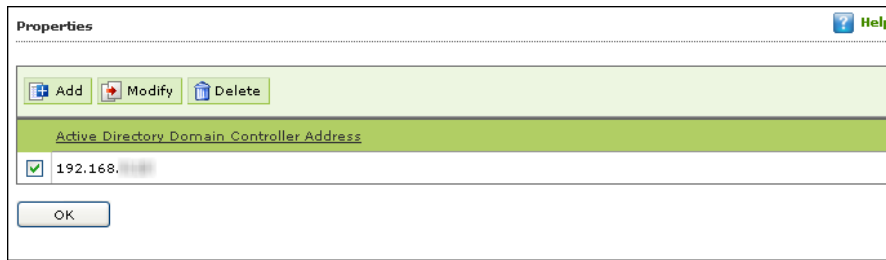 Properties
Help
Add Modify Delete
Active Directory Domain Controller Address
192.168.
OK